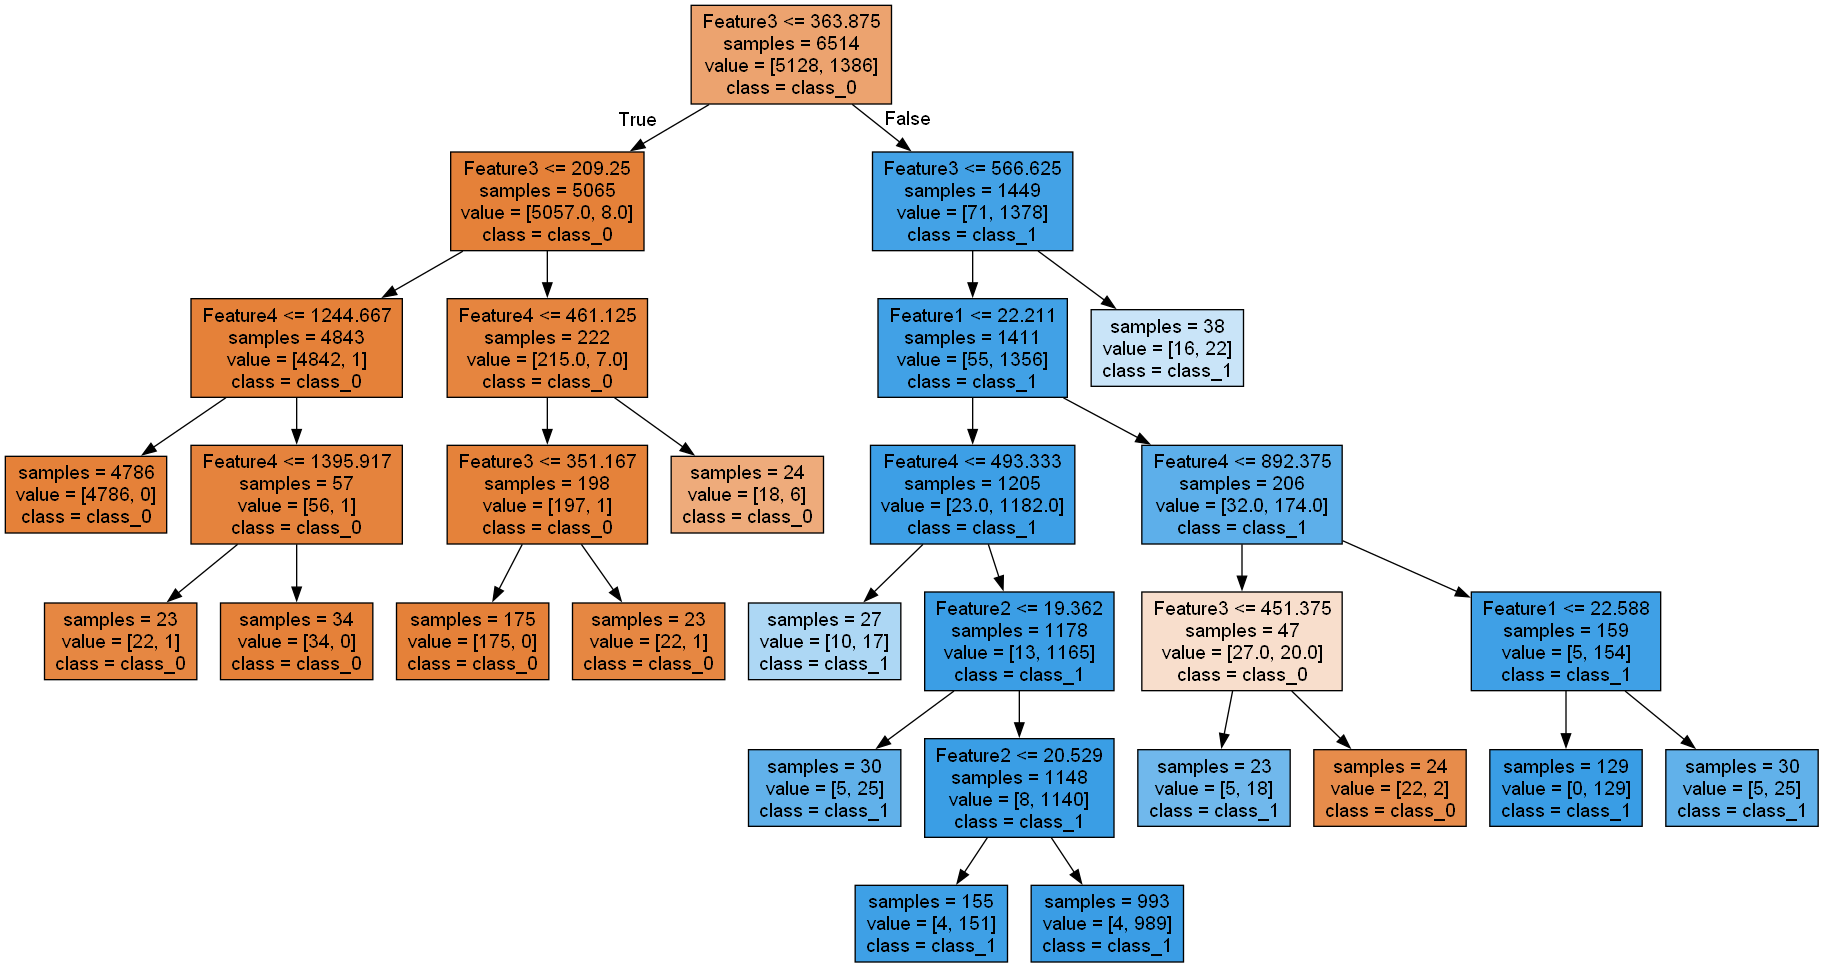 Feature3 <= 363.875
samples = 6514
value = [5128, 1386]
class = class_0
True
False
Feature3 <= 209.25
samples = 5065
value = [5057.0, 8.0]
class = class_0
Feature3 <= 566.625
samples = 1449
value = [71, 1378]
class = class_1
Feature4 <= 1244.667
samples = 4843
value = [4842, 1]
class = class_0
Feature4 <= 461.125
samples = 222
value = [215.0, 7.0]
class = class_0
Feature1 <= 22.211
samples = 1411
value = [55, 1356]
class = class_1
samples = 38
value = [16, 22]
class = class_1
samples = 4786
value = [4786, 0]
class = class_0
Feature4 <= 1395.917
samples = 57
value = [56, 1]
class = class_0
Feature3 <= 351.167
samples = 198
value = [197, 1]
class = class_0
samples = 24
value = [18, 6]
class = class_0
Feature4 <= 493.333
samples = 1205
value = [23.0, 1182.0]
class = class_1
Feature4 <= 892.375
samples = 206
value = [32.0, 174.0]
class = class_1
samples = 23
value = [22, 1]
class = class_0
samples = 34
value = [34, 0]
class = class_0
samples = 175
value = [175, 0]
class = class_0
samples = 23
value = [22, 1]
class = class_0
samples = 27
value = [10, 17]
class = class_1
Feature2 <= 19.362
samples = 1178
value = [13, 1165]
class = class_1
Feature3 <= 451.375
samples = 47
value = [27.0, 20.0]
class = class_0
Feature1 <= 22.588
samples = 159
value = [5, 154]
class = class_1
samples = 30
value = [5, 25]
class = class_1
Feature2 <= 20.529
samples = 1148
value = [8, 1140]
class = class_1
samples = 23
value = [5, 18]
class = class_1
samples = 24
value = [22, 2]
class = class_0
samples = 129
value = [0, 129]
class = class_1
samples = 30
value = [5, 25]
class = class_1
samples = 155
value = [4, 151]
class = class_1
samples = 993
value = [4, 989]
class = class_1